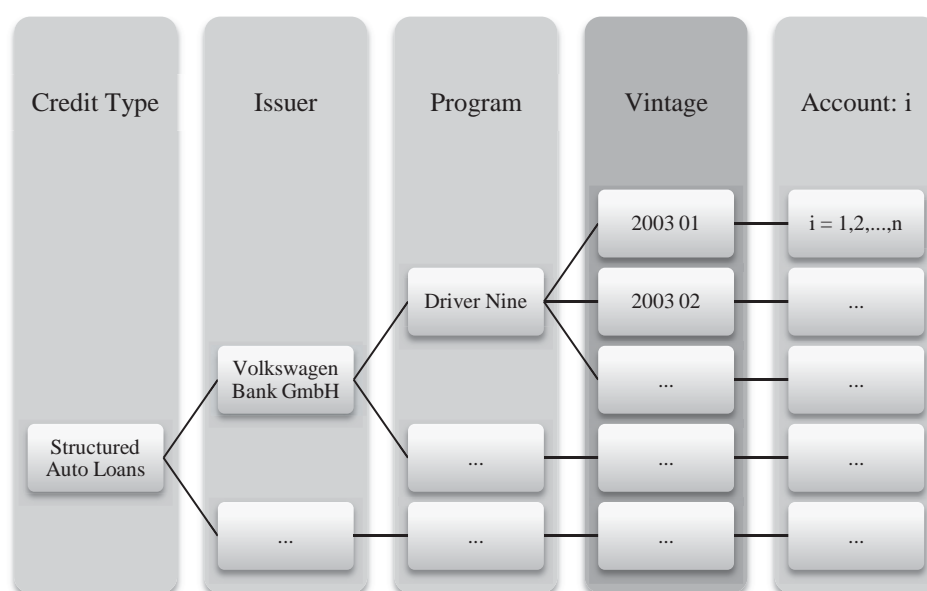 Credit Type
Issuer
Program
Vintage
Account: i
2003 01
i = 1,2,...,n
Driver Nine
2003 02
...
Volkswagen
Bank GmbH
...
...
Structured
Auto Loans
...
...
...
...
...
...
...